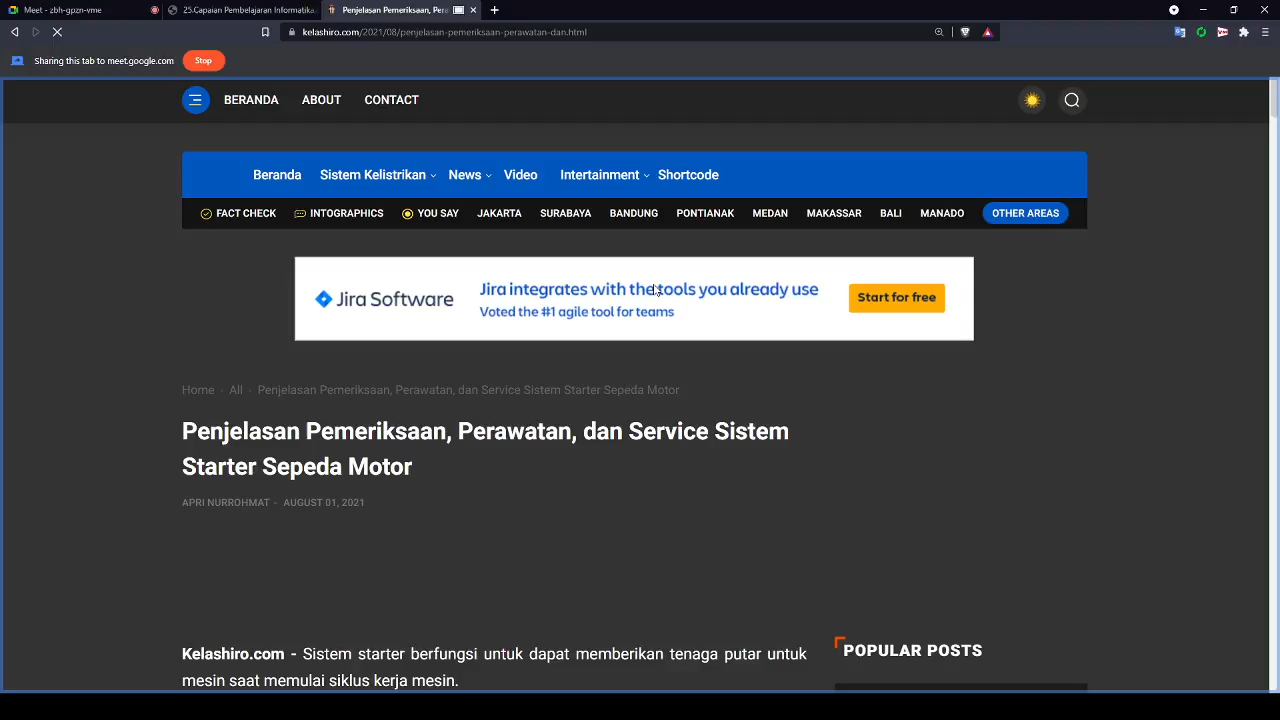 Meet - zbh-gpzn-vme
25.Capaian Pembelajaran Informatika.
Penjelasan Pemeriksaan, Pera
kelashiro.com/2021/08/penjelasan-pemeriksaan-perawatan-dan.html
Sharing this tab to meet.google.com Stop
BERANDA ABOUT CONTACT
Beranda Sistem Kelistrikan News Video Intertainment Shortcode
FACT CHECK INTOGRAPHICS YOU SAY JAKARTA SURABAYA BANDUNG PONTIANAK MEDAN MAKASSAR BALI MANADO OTHER AREAS
Jira Software
Jira integrates with the tools you already use
Voted the #1 agile tool for teams
Start for free
Home · All · Penjelasan Pemeriksaan, Perawatan, dan Service Sistem Starter Sepeda Motor
Penjelasan Pemeriksaan, Perawatan, dan Service Sistem
Starter Sepeda Motor
APRI NURROHMAT - AUGUST 01, 2021
Kelashiro.com - Sistem starter berfungsi untuk dapat memberikan tenaga putar untuk
mesin saat memulai siklus kerja mesin.
POPULAR POSTS